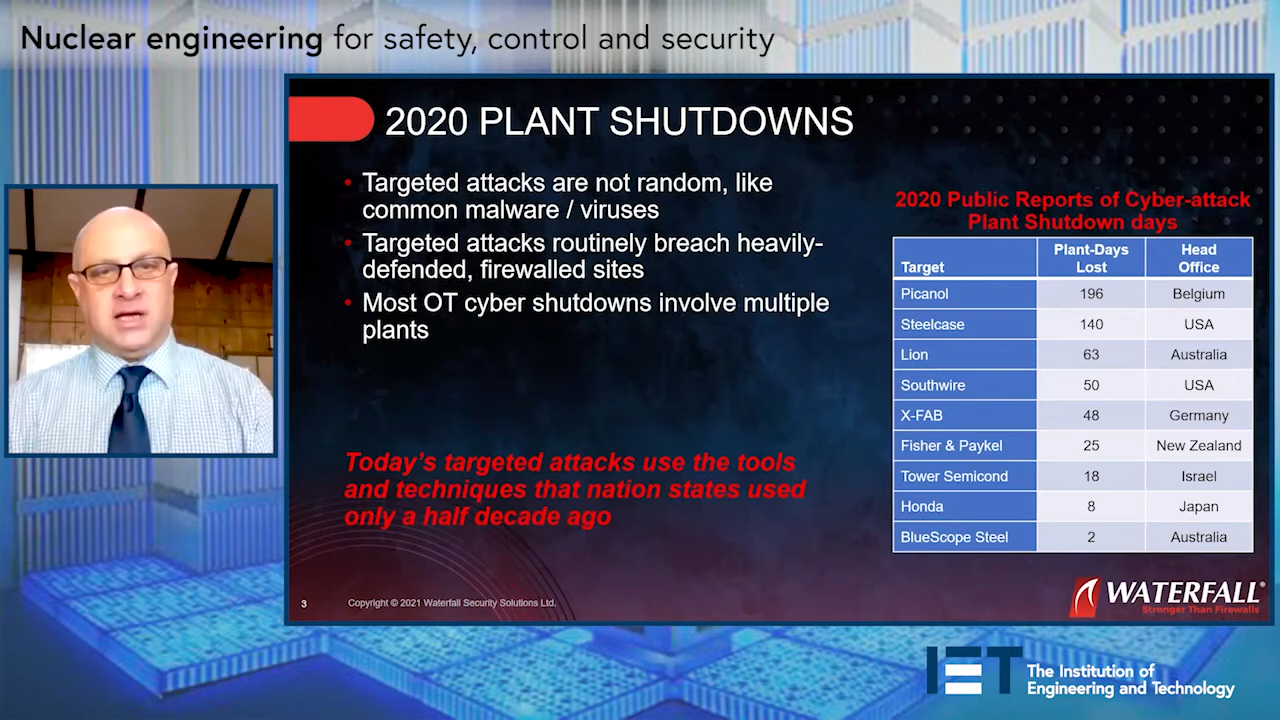 Nuclear engineering for safety, control and security
2020 PLANT SHUTDOWNS
• Targeted attacks are not random, like
common malware / viruses
• Targeted attacks routinely breach heavily-
defended, firewalled sites
• Most OT cyber shutdowns involve multiple
plants
Today's targeted attacks use the tools
and techniques that nation states used
only a half decade ago
2020 Public Reports of Cyber-attack
Plant Shutdown days
Target Plant-Days Lost Head Office
Picanol 196 Belgium
Steelcase 140 USA
Lion 63 Australia
Southwire 50 USA
X-FAB 48 Germany
Fisher & Paykel 25 New Zealand
Tower Semicond 18 Israel
Honda 8 Japan
BlueScope Steel 2 Australia
3 Copyright © 2021 Waterfall Security Solutions Ltd.
WATERFALL®
Stronger Than Firewalls
IET The Institution of
Engineering and Technology